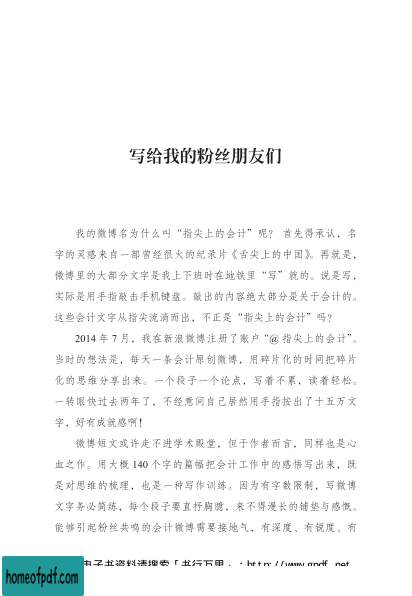 写给我的粉丝朋友们
我的微博名为什么叫“指尖上的会计”呢？ 首先得承认，名
字的灵感来自一部曾经很火的纪录片《舌尖上的中国》。再就是，
微博里的大部分文字是我上下班时在地铁里“写”就的。说是写，
实际是用手指敲击手机键盘。敲出的内容绝大部分是关于会计的。
这些会计文字从指尖流淌而出，不正是“指尖上的会计”吗？
2014 年 7 月，我在新浪微博注册了账户“@ 指尖上的会计”。
当时的想法是，每天一条会计原创微博，用碎片化的时间把碎片
化的思维分享出来。一个段子一个论点，写着不累，读着轻松。
一转眼快过去两年了，不经意间自己居然用手指按出了十五万文
字，好有成就感啊！
微博短文或许走不进学术殿堂，但于作者而言，同样也是心
血之作。用大概 140 个字的篇幅把会计工作中的感悟写出来，既
是对思维的梳理，也是一种写作训练。因为有字数限制，写微博
文字务必简练，每个段子要直抒胸臆，来不得漫长的铺垫与感慨。
能够引起粉丝共鸣的会计微博需要接地气，有深度、有锐度、有
电子书资料请搜索「书行万里」：http://www.gpdf.net
homeofpdf.com